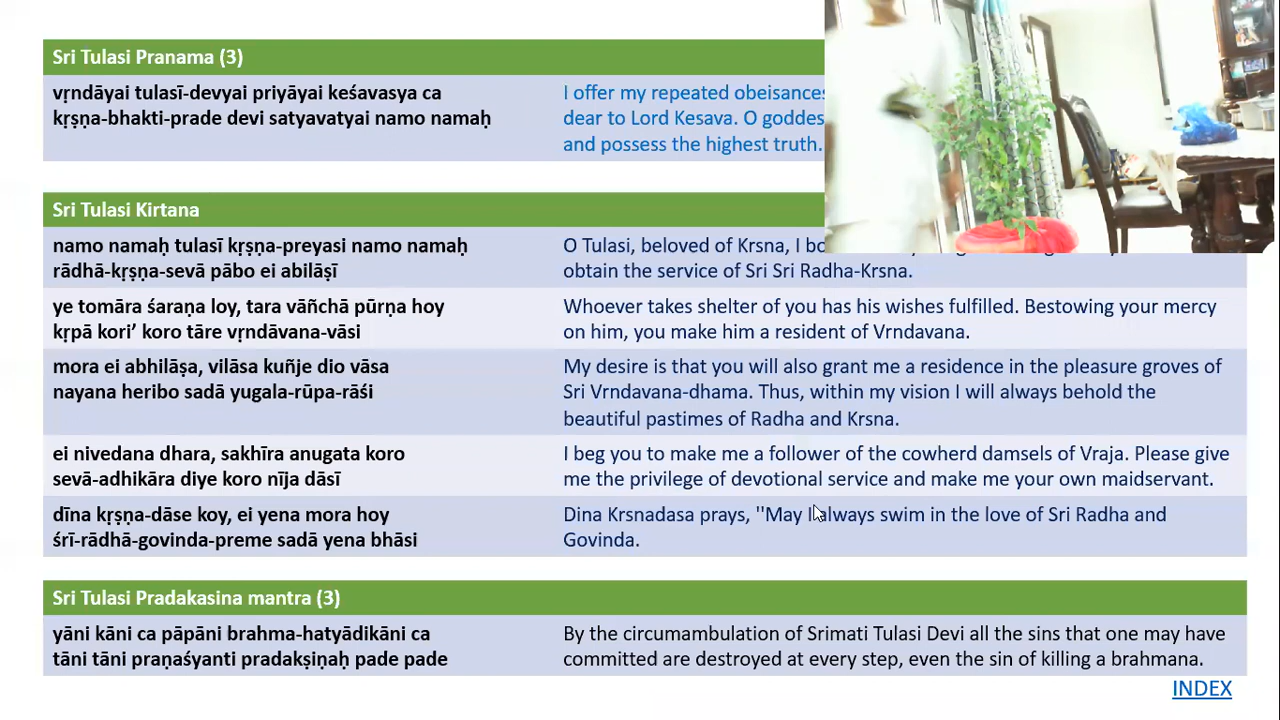 Sri Tulasi Pranama (3)
vṛndāyai tulasī-devyai priyāyai keśavasya ca
kṛṣṇa-bhakti-prade devi satyavatyai namo namaḥ
I offer my repeated obeisances
dear to Lord Kesava. O goddes
and possess the highest truth.
Sri Tulasi Kirtana
namo namaḥ tulasī kṛṣṇa-preyasi namo namaḥ
rādhā-kṛṣṇa-sevā pābo ei abilāṣī
O Tulasi, beloved of Krsna, I bo
obtain the service of Sri Sri Radha-Krsna.
ye tomāra śaraṇa loy, tara vāñchā pūrṇa hoy
kṛpā kori’ koro tāre vṛndāvana-vāsi
Whoever takes shelter of you has his wishes fulfilled. Bestowing your mercy
on him, you make him a resident of Vrndavana.
mora ei abhilāṣa, vilāsa kuñje dio vāsa
nayana heribo sadā yugala-rūpa-rāśi
My desire is that you will also grant me a residence in the pleasure groves of
Sri Vrndavana-dhama. Thus, within my vision I will always behold the
beautiful pastimes of Radha and Krsna.
ei nivedana dhara, sakhīra anugata koro
sevā-adhikāra diye koro nīja dāsī
I beg you to make me a follower of the cowherd damsels of Vraja. Please give
me the privilege of devotional service and make me your own maidservant.
dīna kṛṣṇa-dāse koy, ei yena mora hoy
śrī-rādhā-govinda-preme sadā yena bhāsi
Dina Krsnadasa prays, ''May I always swim in the love of Sri Radha and
Govinda.
Sri Tulasi Pradakasina mantra (3)
yāni kāni ca pāpāni brahma-hatyādikāni ca
tāni tāni praṇaśyanti pradakṣiṇaḥ pade pade
By the circumambulation of Srimati Tulasi Devi all the sins that one may have
committed are destroyed at every step, even the sin of killing a brahmana.
INDEX